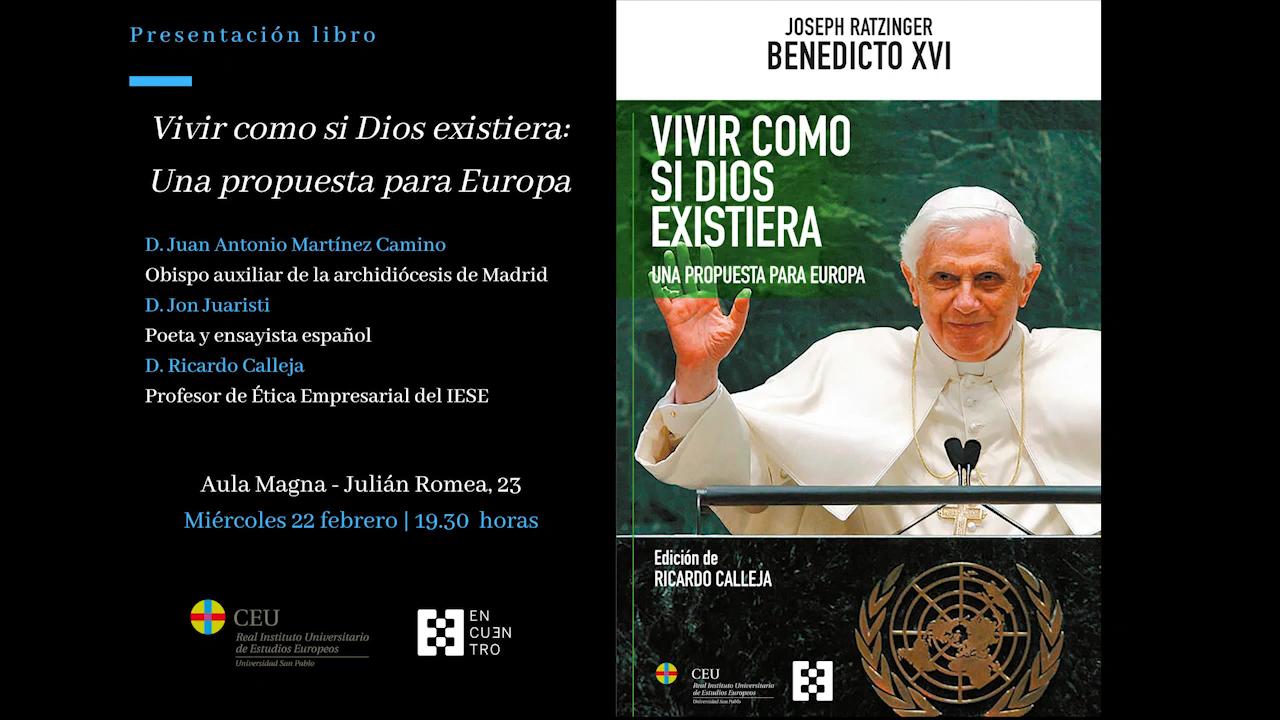 Presentación libro
Vivir como si Dios existiera:
Una propuesta para Europa
D. Juan Antonio Martínez Camino
Obispo auxiliar de la archidiócesis de Madrid
D. Jon Juaristi
Poeta y ensayista español
D. Ricardo Calleja
Profesor de Ética Empresarial del IESE
Aula Magna - Julián Romea, 23
Miércoles 22 febrero | 19.30 horas
CEU
Real Instituto Universitario
de Estudios Europeos
Universidad San Pablo
EN
CUEN
TRO
JOSEPH RATZINGER
BENEDICTO XVI
VIVIR COMO
SI DIOS
EXISTIERA
UNA PROPUESTA PARA EUROPA
Edición de
RICARDO CALLEJA
CEU
Real Instituto Universitario
de Estudios Europeos
Universidad San Pablo